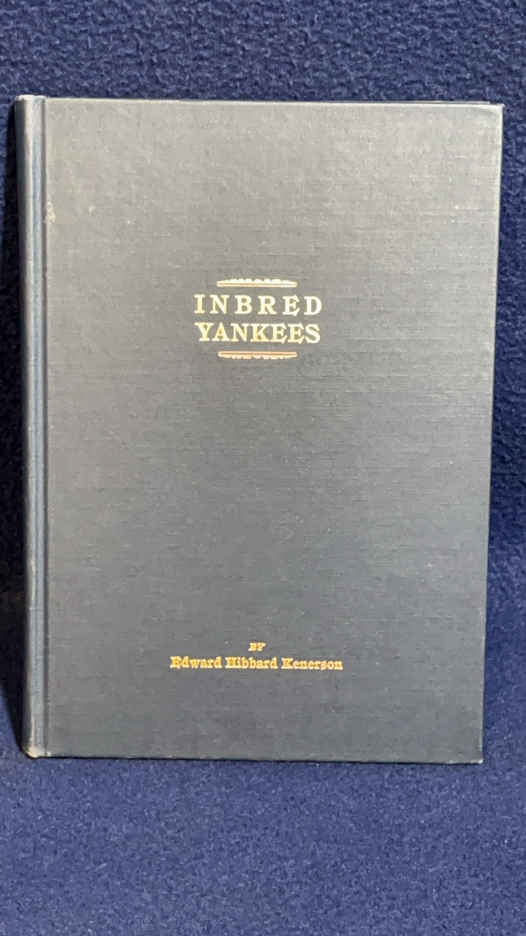 INBRED
YANKEES
BY
Edward Hibbard Kenerson